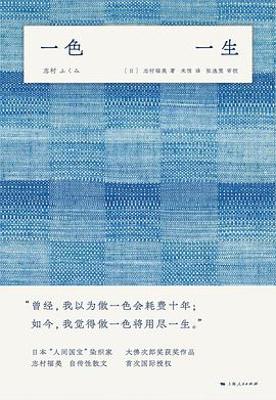 一色 一生
志村ふくみ
［日］志村福美 著 米悄 译 张逸雯 审校
“曾经，我以为做一色会耗费十年；
如今，我觉得做一色将用尽一生。”
日本“人间国宝”染织家 大佛次郎奖获奖作品
志村福美 自传性散文 首次国际授权
上海人民出版社